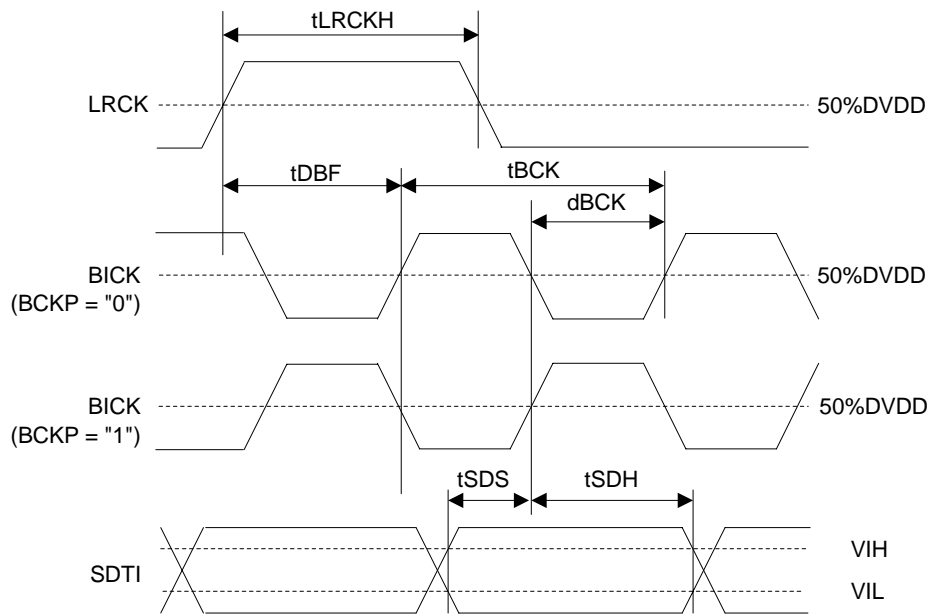 tLRCKH
LRCK
50%DVDD
tDBF
tBCK
dBCK
BICK
(BCKP = "0")
50%DVDD
BICK
(BCKP = "1")
50%DVDD
tSDS
tSDH
SDTI
VIH
VIL